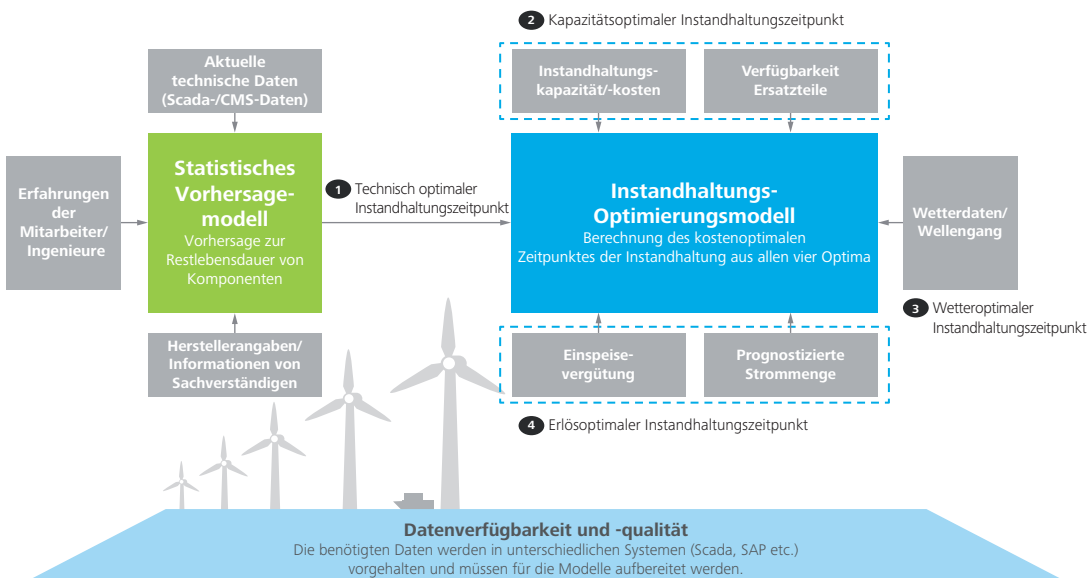 2 Kapazitätsoptimaler Instandhaltungszeitpunkt
Aktuelle
technische Daten
(Scada-/CMS-Daten)
Instandhaltungs-
kapazität/-kosten
Verfügbarkeit
Ersatzteile
Erfahrungen
der
Mitarbeiter/
Ingenieure
Statistisches
Vorhersage-
modell
Vorhersage zur
Restlebensdauer von
Komponenten
1 Technisch optimaler
Instandhaltungszeitpunkt
Instandhaltungs-
Optimierungsmodell
Berechnung des kostenoptimalen
Zeitpunktes der Instandhaltung aus allen vier Optima
Wetterdaten/
Wellengang
3 Wetteroptimaler
Instandhaltungszeitpunkt
Herstellerangaben/
Informationen von
Sachverständigen
Einspeise-
vergütung
Prognostizierte
Strommenge
4 Erlösoptimaler Instandhaltungszeitpunkt
Datenverfügbarkeit und -qualität
Die benötigten Daten werden in unterschiedlichen Systemen (Scada, SAP etc.)
vorgehalten und müssen für die Modelle aufbereitet werden.